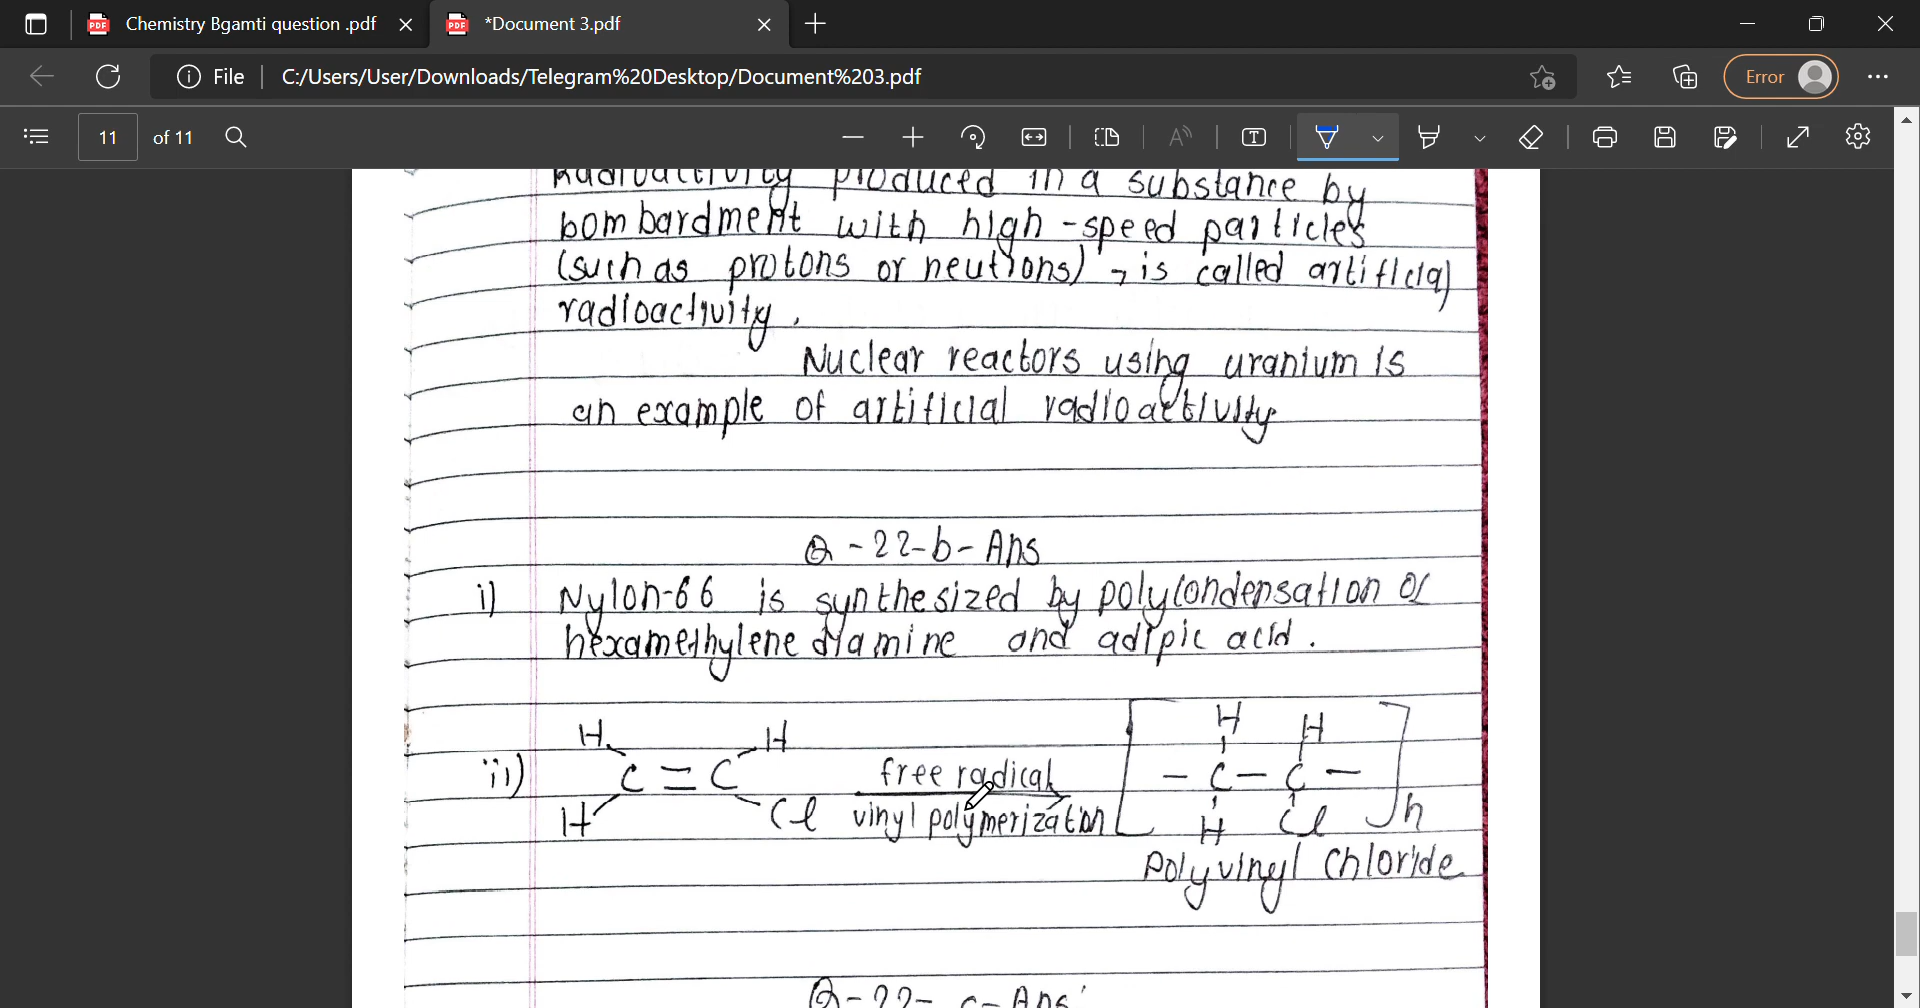 Chemistry Bgamti question .pdf
*Document 3.pdf
File
C:/Users/User/Downloads/Telegram%20Desktop/Document%203.pdf
Error
11 of 11
Radioactivity produced in a substance by
bombardment with high-speed particles
(such as protons or neutrons), is called artificial
radioactivity.
Nuclear reactors using uranium is
an example of artificial radioactivity
Q-22-b-Ans
i) Nylon-66 is synthesized by polycondensation of
hexamethylene diamine and adipic acid.
H H H H
ii) C = C free radical - C - C -
H Cl vinyl polymerization H Cl n
Polyvinyl Chloride
Q-22-c-Ans